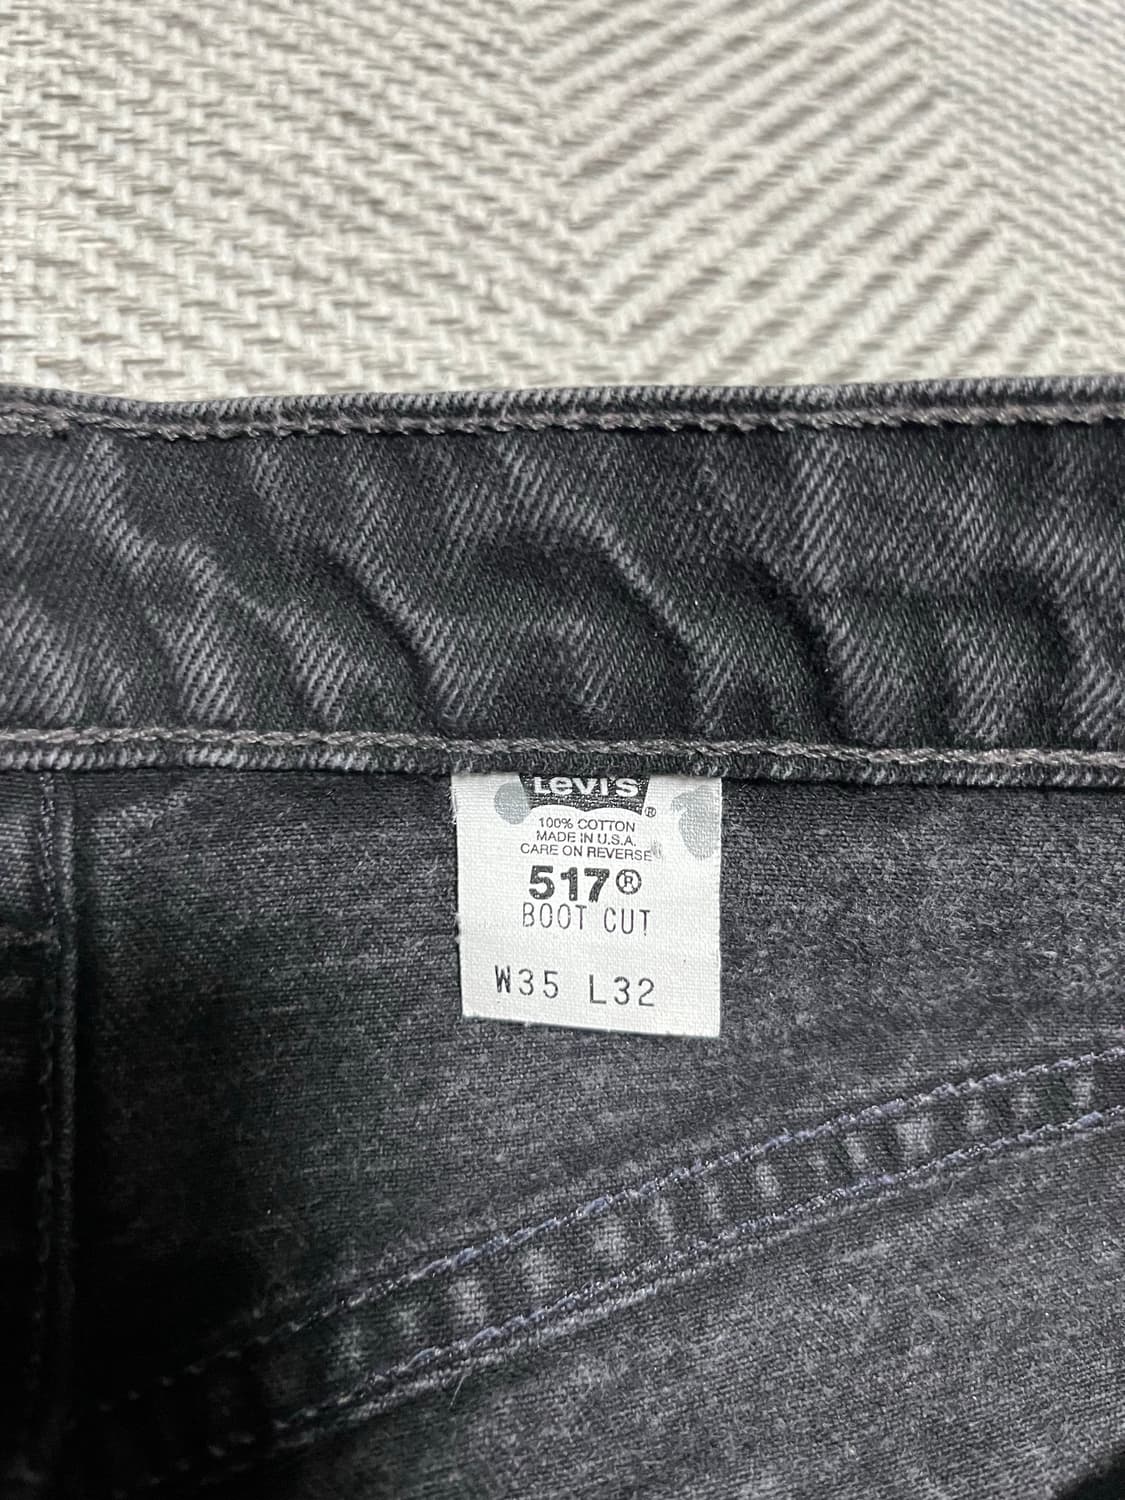 Levi's ®
100% COTTON
MADE IN U.S.A.
CARE ON REVERSE
517®
BOOT CUT
W35 L32